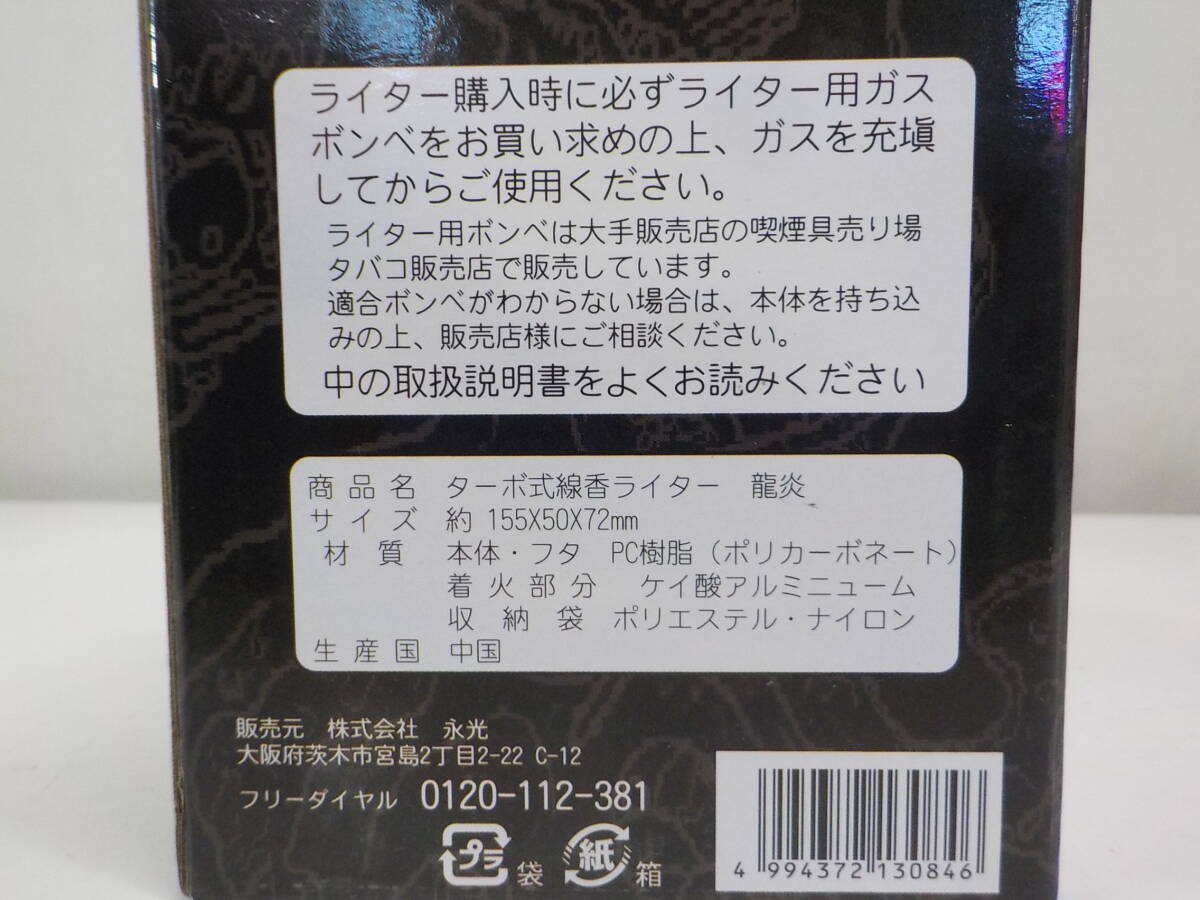 ライター購入時に必ずライター用ガス
ボンベをお買い求めの上、ガスを充塡
してからご使用ください。
ライター用ボンベは大手販売店の喫煙具売り場
タバコ販売店で販売しています。
適合ボンベがわからない場合は、本体を持ち込
みの上、販売店様にご相談ください。
中の取扱説明書をよくお読みください
商品名 ターボ式線香ライター 龍炎
サイズ 約 155X50X72mm
材質 本体・フタ PC樹脂（ポリカーボネート）
着火部分 ケイ酸アルミニューム
収納袋 ポリエステル・ナイロン
生産国 中国
販売元 株式会社 永光
大阪府茨木市宮島2丁目2-22 C-12
フリーダイヤル 0120-112-381
プラ 袋 紙 箱
4 994372 130846